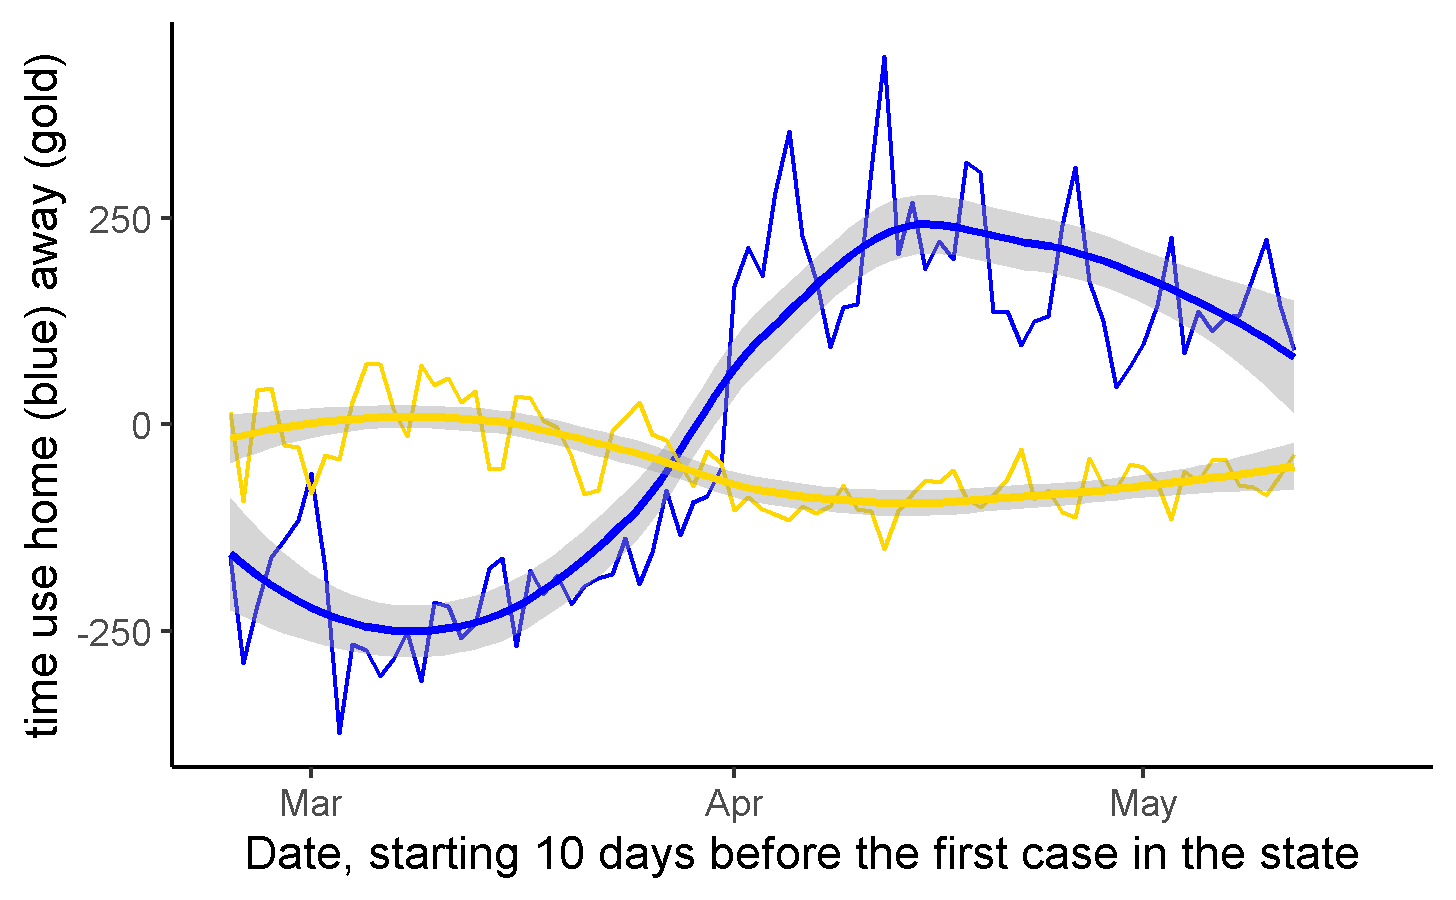 time use home (blue) away (gold)
250
0
-250
Mar Apr May
Date, starting 10 days before the first case in the state